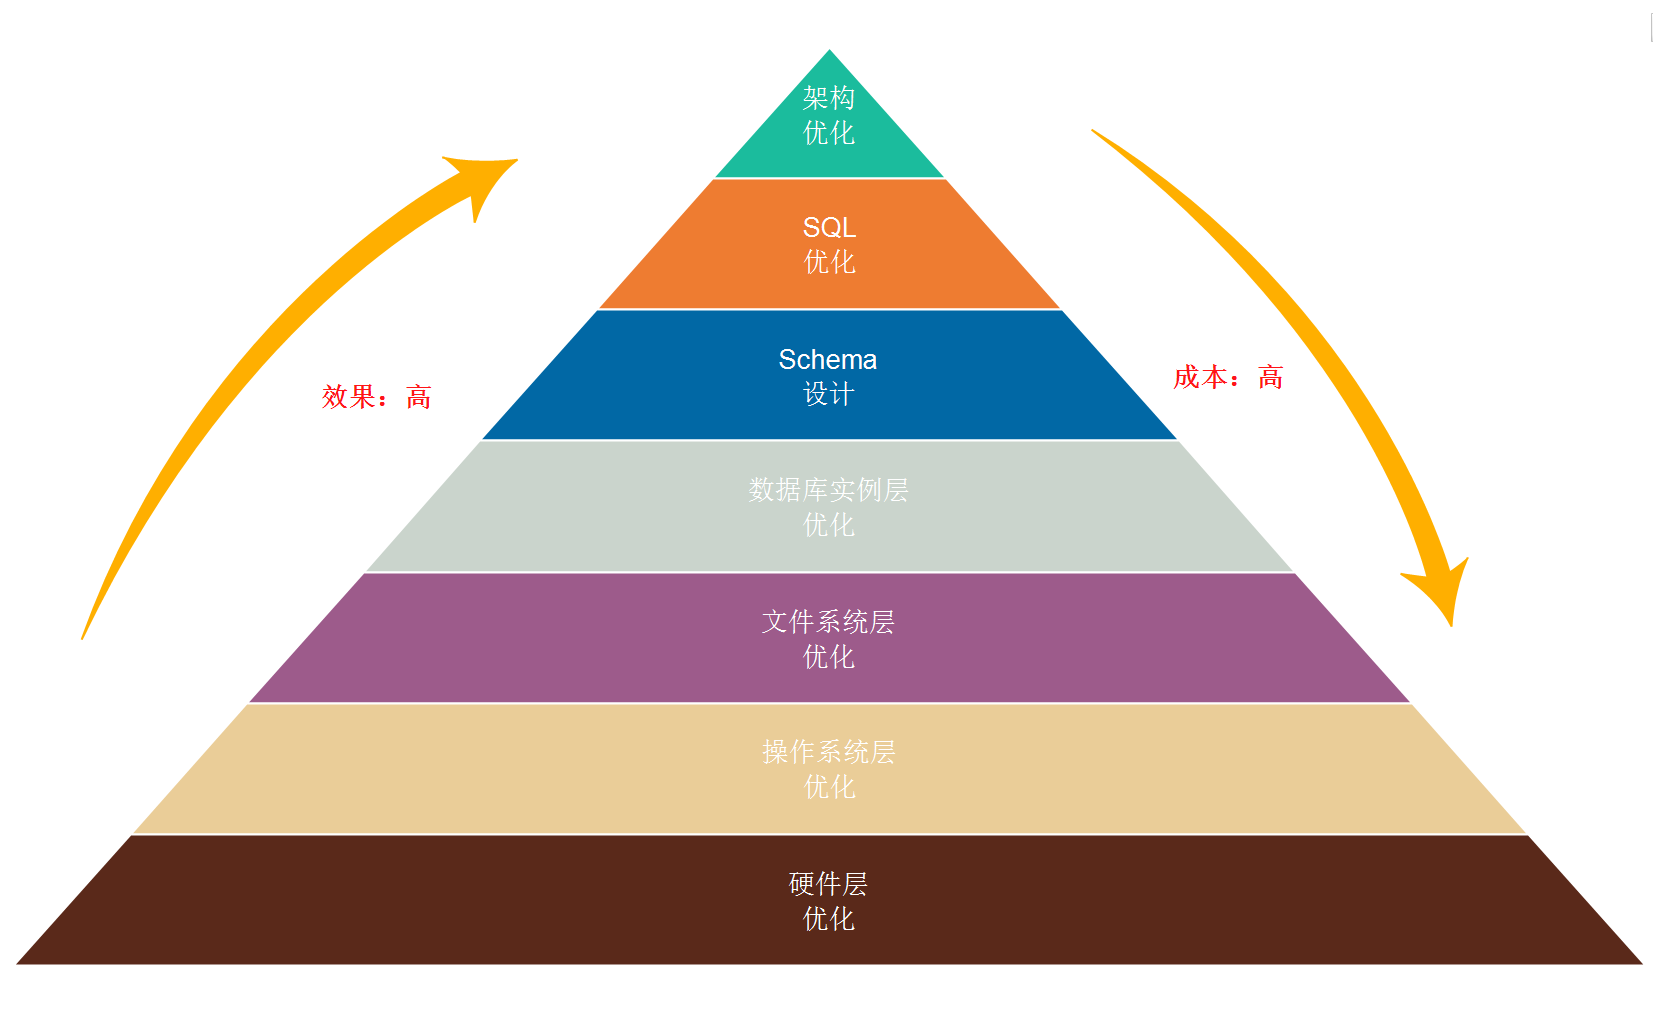 架构
优化
SQL
优化
Schema
设计
效果：高
成本：高
数据库实例层
优化
文件系统层
优化
操作系统层
优化
硬件层
优化